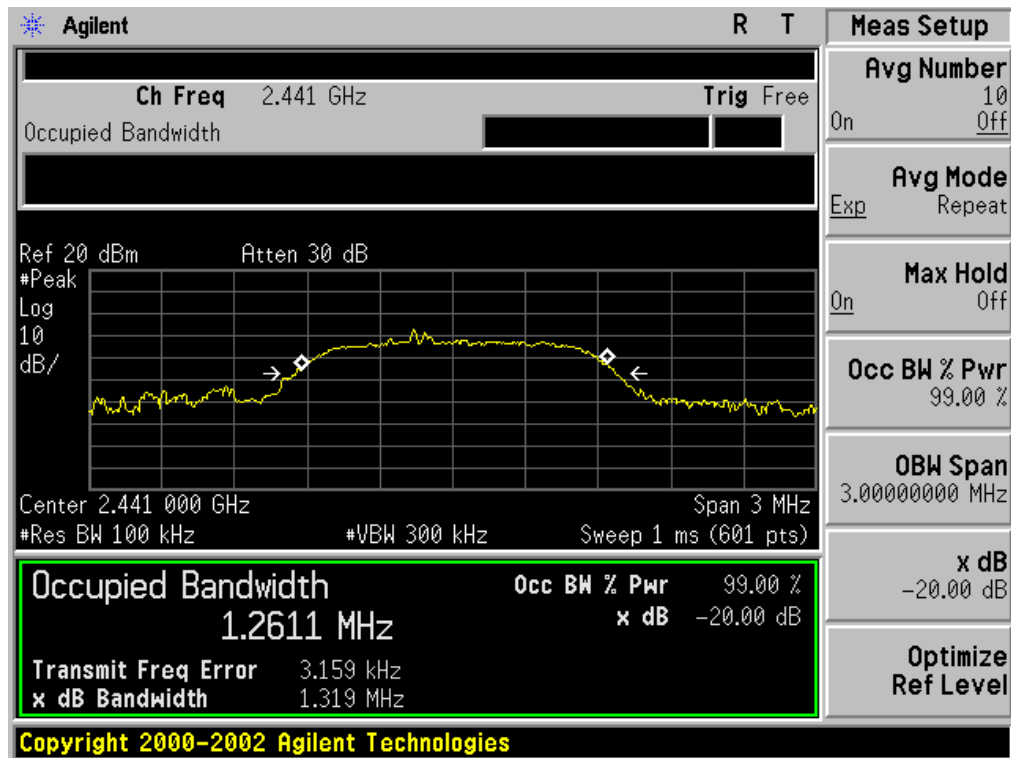 Agilent R T
Ch Freq 2.441 GHz Trig Free
Occupied Bandwidth
Ref 20 dBm Atten 30 dB
#Peak
Log
10
dB/
Center 2.441 000 GHz Span 3 MHz
#Res BW 100 kHz #VBW 300 kHz Sweep 1 ms (601 pts)
Occupied Bandwidth
1.2611 MHz
Occ BW % Pwr 99.00 %
x dB -20.00 dB
Transmit Freq Error 3.159 kHz
x dB Bandwidth 1.319 MHz
Copyright 2000-2002 Agilent Technologies
Meas Setup
Avg Number
10
On Off
Avg Mode
Exp Repeat
Max Hold
On Off
Occ BW % Pwr
99.00 %
OBW Span
3.00000000 MHz
x dB
-20.00 dB
Optimize
Ref Level